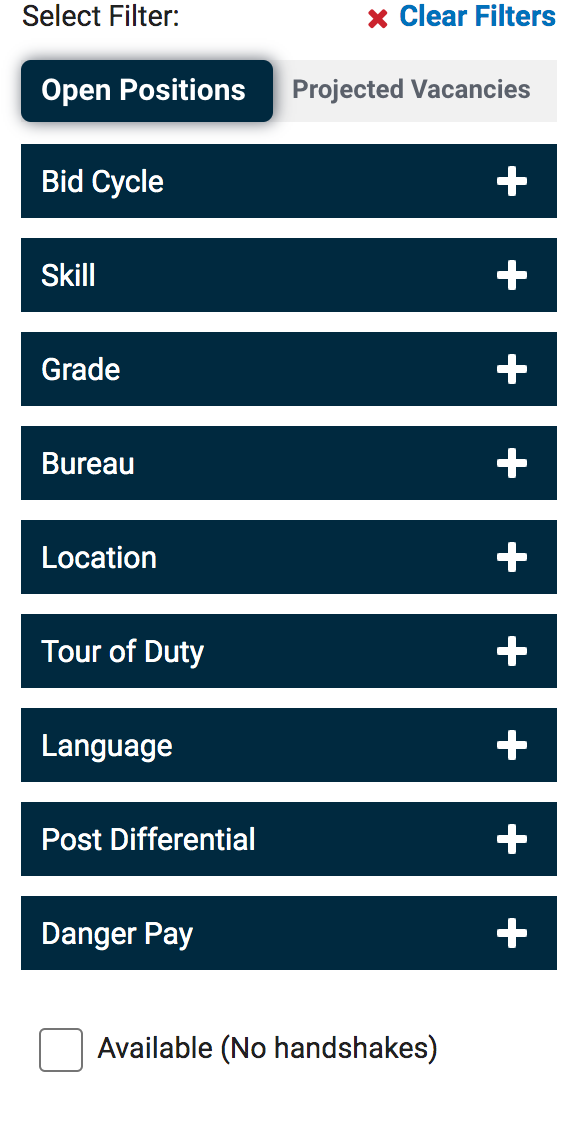 Select Filter:
Clear Filters
Open Positions
Projected Vacancies
Bid Cycle
Skill
Grade
Bureau
Location
Tour of Duty
Language
Post Differential
Danger Pay
Available (No handshakes)